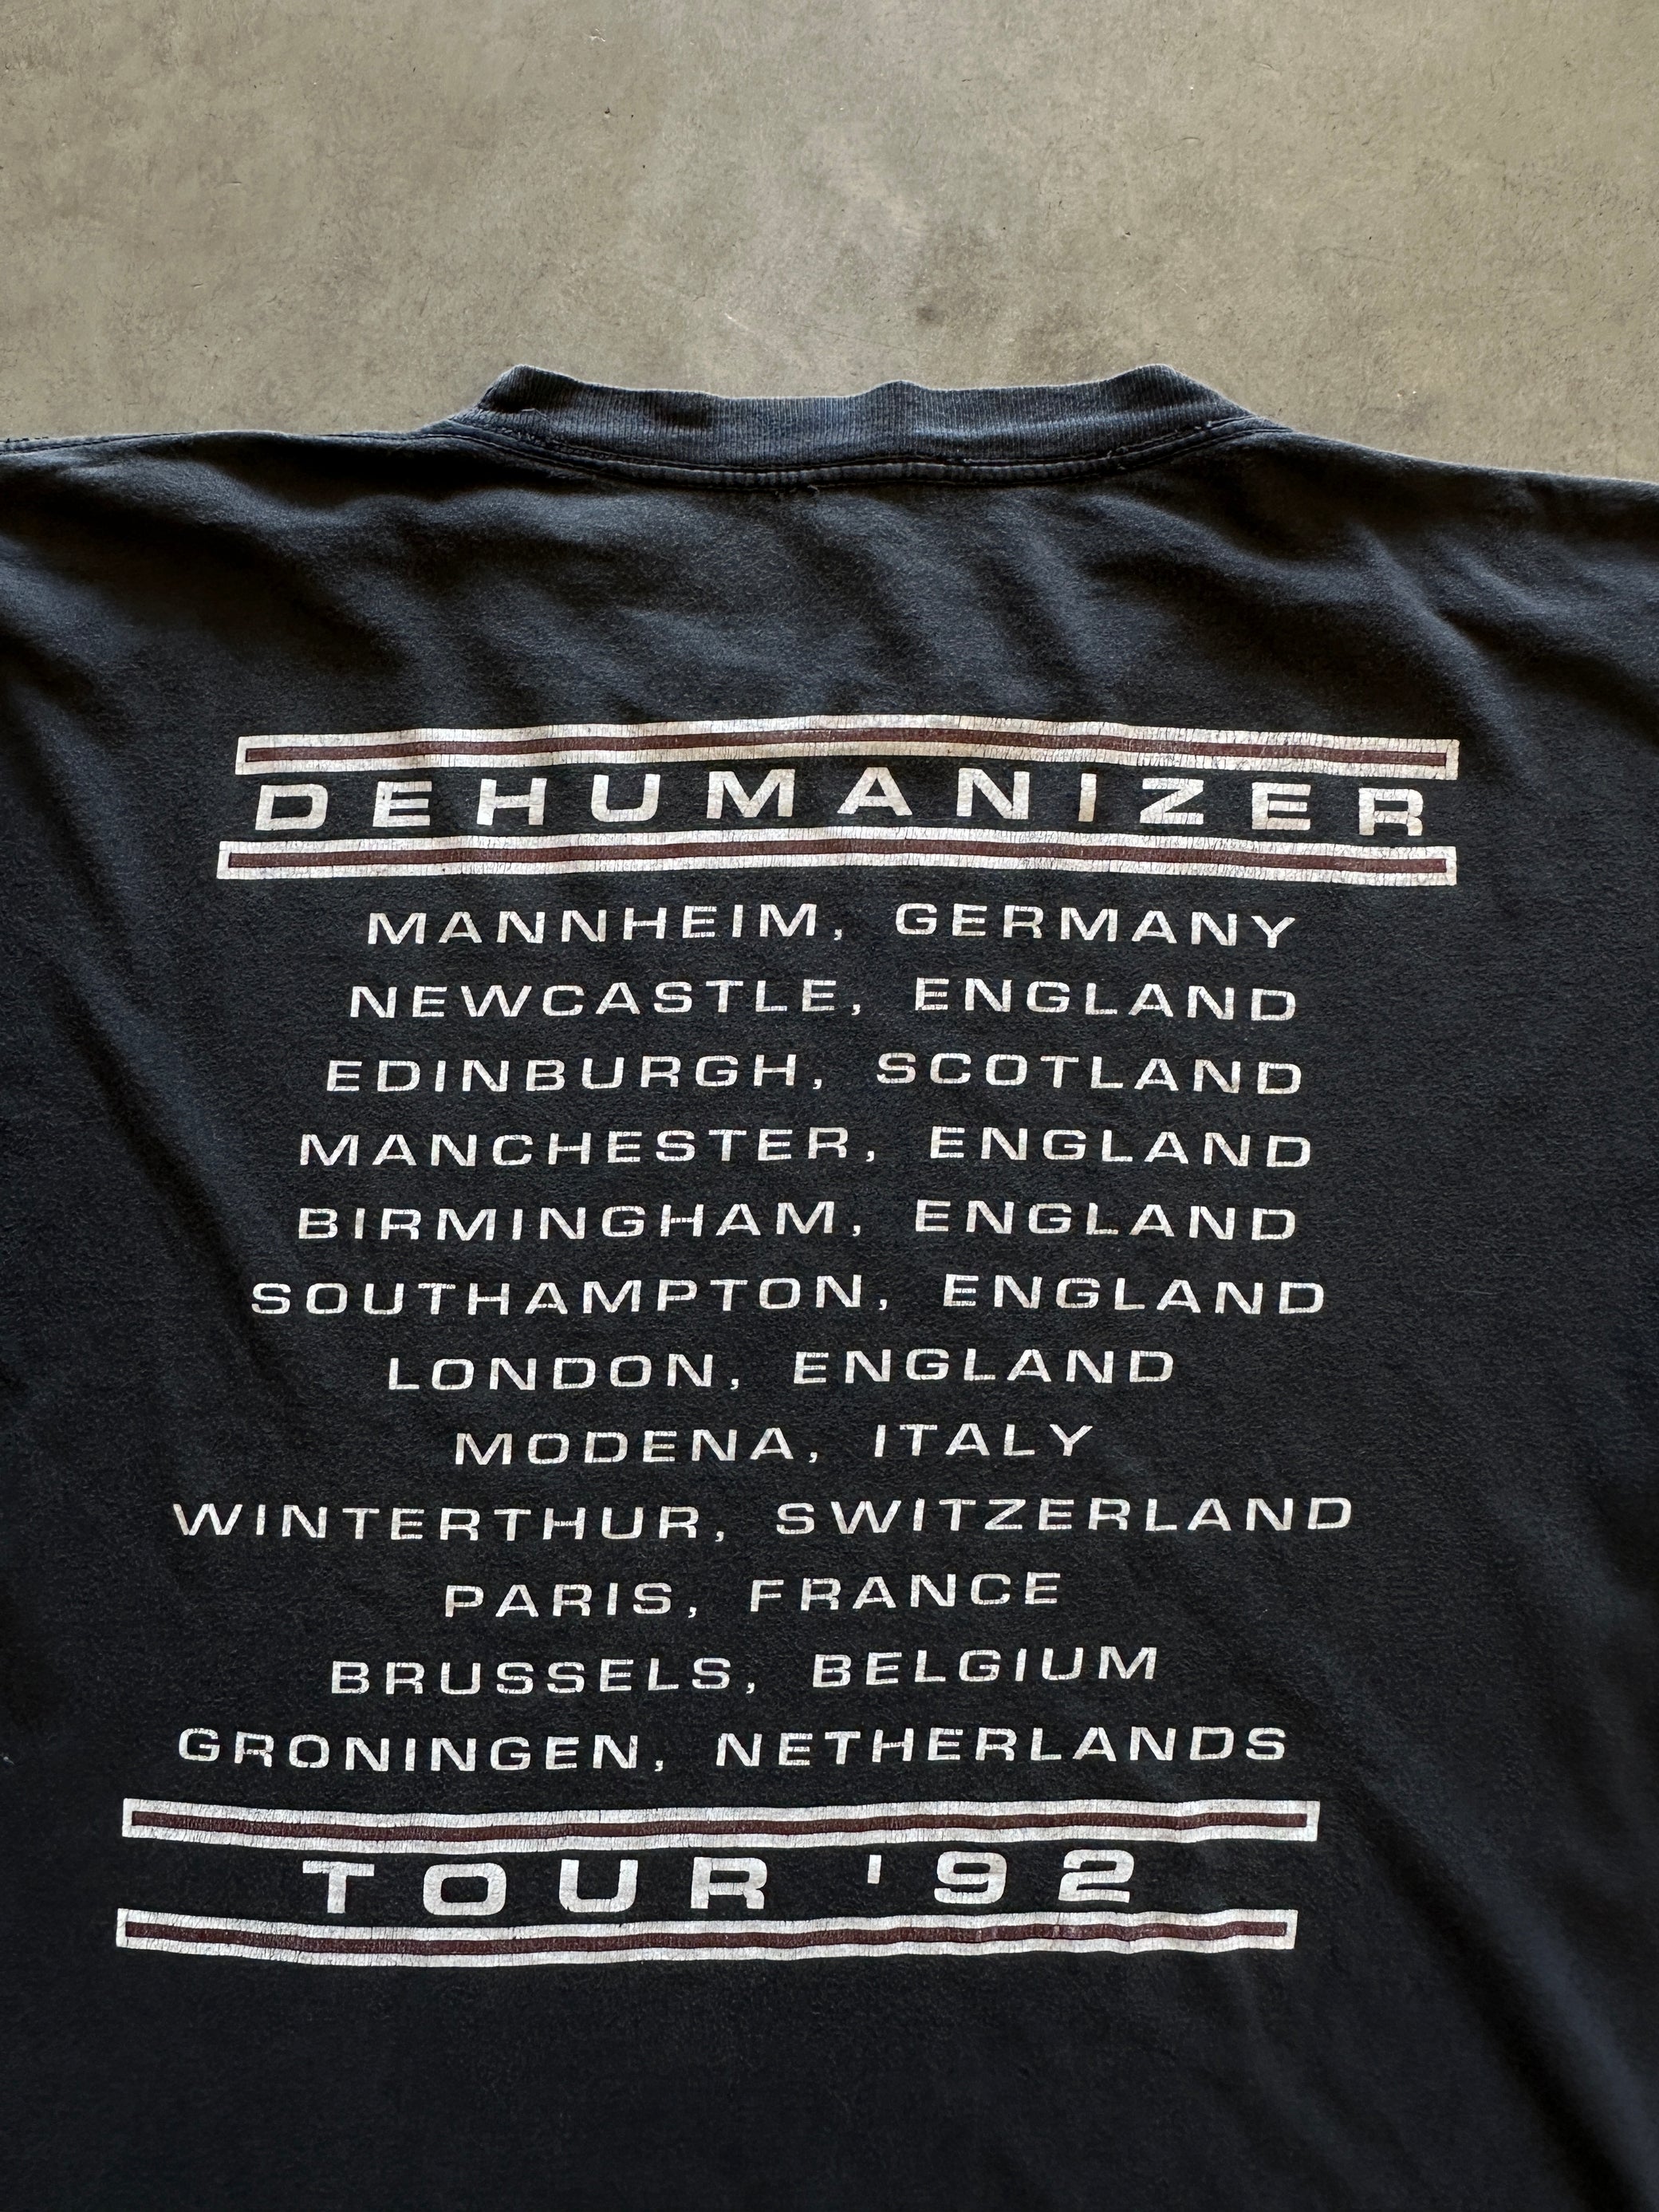 DEHUMANIZER
MANNHEIM, GERMANY
NEWCASTLE, ENGLAND
EDINBURGH, SCOTLAND
MANCHESTER, ENGLAND
BIRMINGHAM, ENGLAND
SOUTHAMPTON, ENGLAND
LONDON, ENGLAND
MODENA, ITALY
WINTERTHUR, SWITZERLAND
PARIS, FRANCE
BRUSSELS, BELGIUM
GRONINGEN, NETHERLANDS
TOUR '92